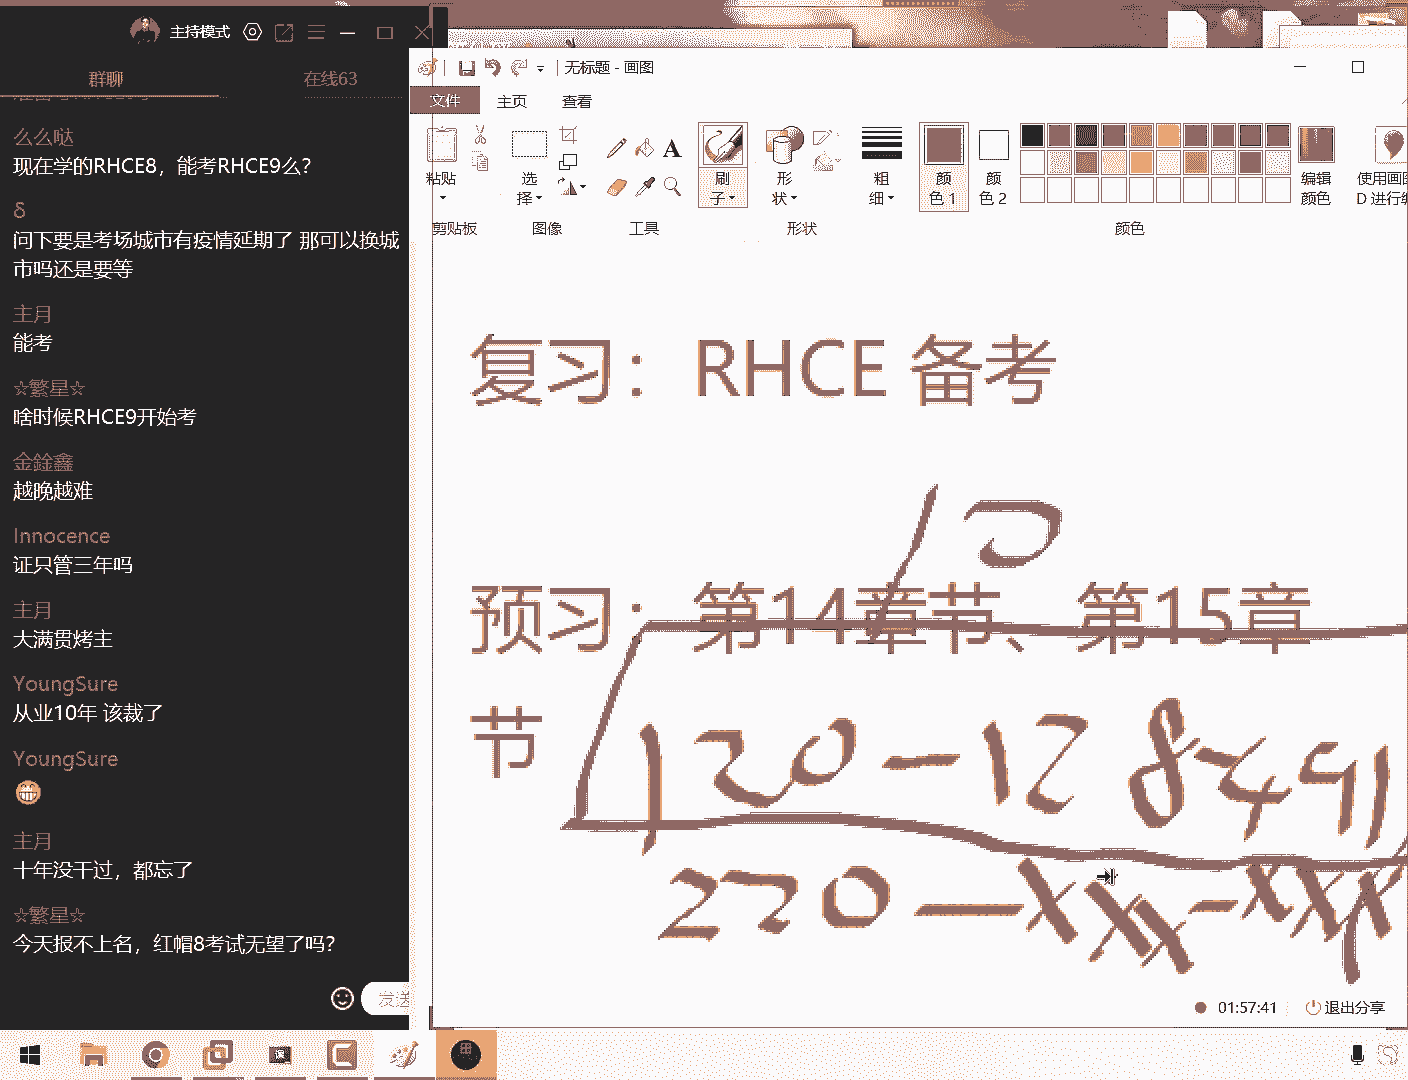 主持模式
群聊
在线63
么么哒
现在学的RHCE8，能考RHCE9么？
δ
问下要是考场城市有疫情延期了 那可以换城
市吗还是要等
主月
能考
☆繁星☆
啥时候RHCE9开始考
金銓鑫
越晚越难
Innocence
证只管三年吗
主月
大满贯烤主
YoungSure
从业10年 该裁了
YoungSure
主月
十年没干过，都忘了
☆繁星☆
今天报不上名，红帽8考试无望了吗？
发送
无标题 - 画图
文件
主页
查看
粘贴
选
择
刷
子
形
状
粗
细
颜
色 1
颜
色 2
编辑
颜色
使用画图
D 进行编
剪贴板
图像
工具
形状
颜色
复习：RHCE 备考
预习：第14章节、第15章
节
120-128-491
220-XXX-XXX
01:57:41
退出分享